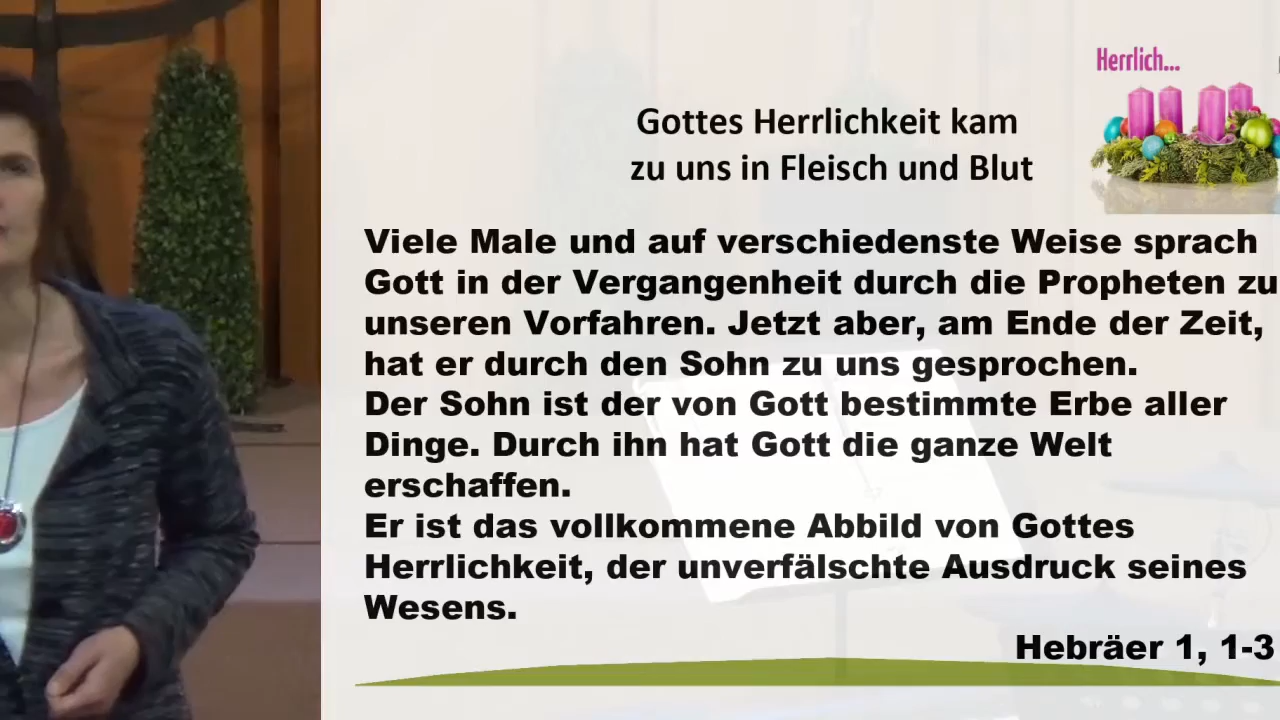 Herrlich...
Gottes Herrlichkeit kam
zu uns in Fleisch und Blut
Viele Male und auf verschiedenste Weise sprach
Gott in der Vergangenheit durch die Propheten zu
unseren Vorfahren. Jetzt aber, am Ende der Zeit,
hat er durch den Sohn zu uns gesprochen.
Der Sohn ist der von Gott bestimmte Erbe aller
Dinge. Durch ihn hat Gott die ganze Welt
erschaffen.
Er ist das vollkommene Abbild von Gottes
Herrlichkeit, der unverfälschte Ausdruck seines
Wesens.
Hebräer 1, 1-3